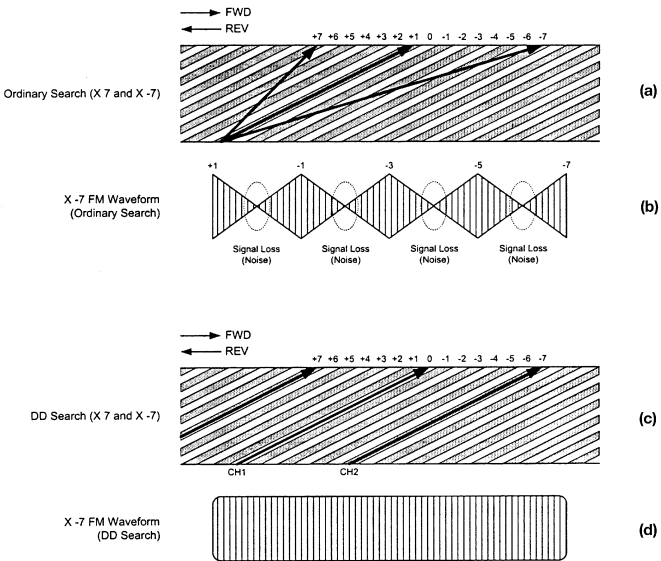 FWD
REV
+7 +6 +5 +4 +3 +2 +1 0 -1 -2 -3 -4 -5 -6 -7
Ordinary Search (X 7 and X -7)
(a)
+1 -1 -3 -5 -7
X -7 FM Waveform
(Ordinary Search)
(b)
Signal Loss
(Noise)
Signal Loss
(Noise)
Signal Loss
(Noise)
Signal Loss
(Noise)
FWD
REV
+7 +6 +5 +4 +3 +2 +1 0 -1 -2 -3 -4 -5 -6 -7
DD Search (X 7 and X -7)
(c)
CH1 CH2
X -7 FM Waveform
(DD Search)
(d)